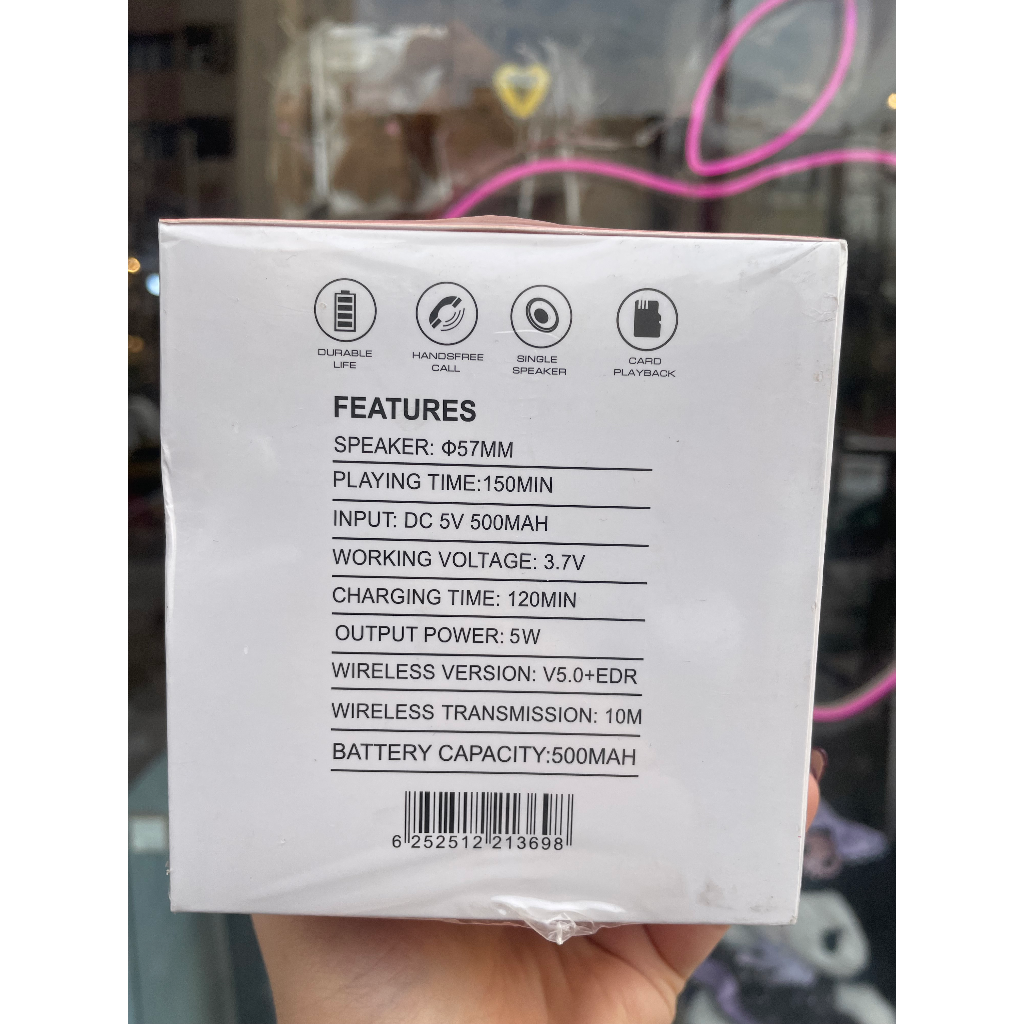 DURABLE
LIFE
HANDSFREE
CALL
SINGLE
SPEAKER
CARD
PLAYBACK
FEATURES
SPEAKER: Φ57MM
PLAYING TIME:150MIN
INPUT: DC 5V 500MAH
WORKING VOLTAGE: 3.7V
CHARGING TIME: 120MIN
OUTPUT POWER: 5W
WIRELESS VERSION: V5.0+EDR
WIRELESS TRANSMISSION: 10M
BATTERY CAPACITY:500MAH
6 252512 213698